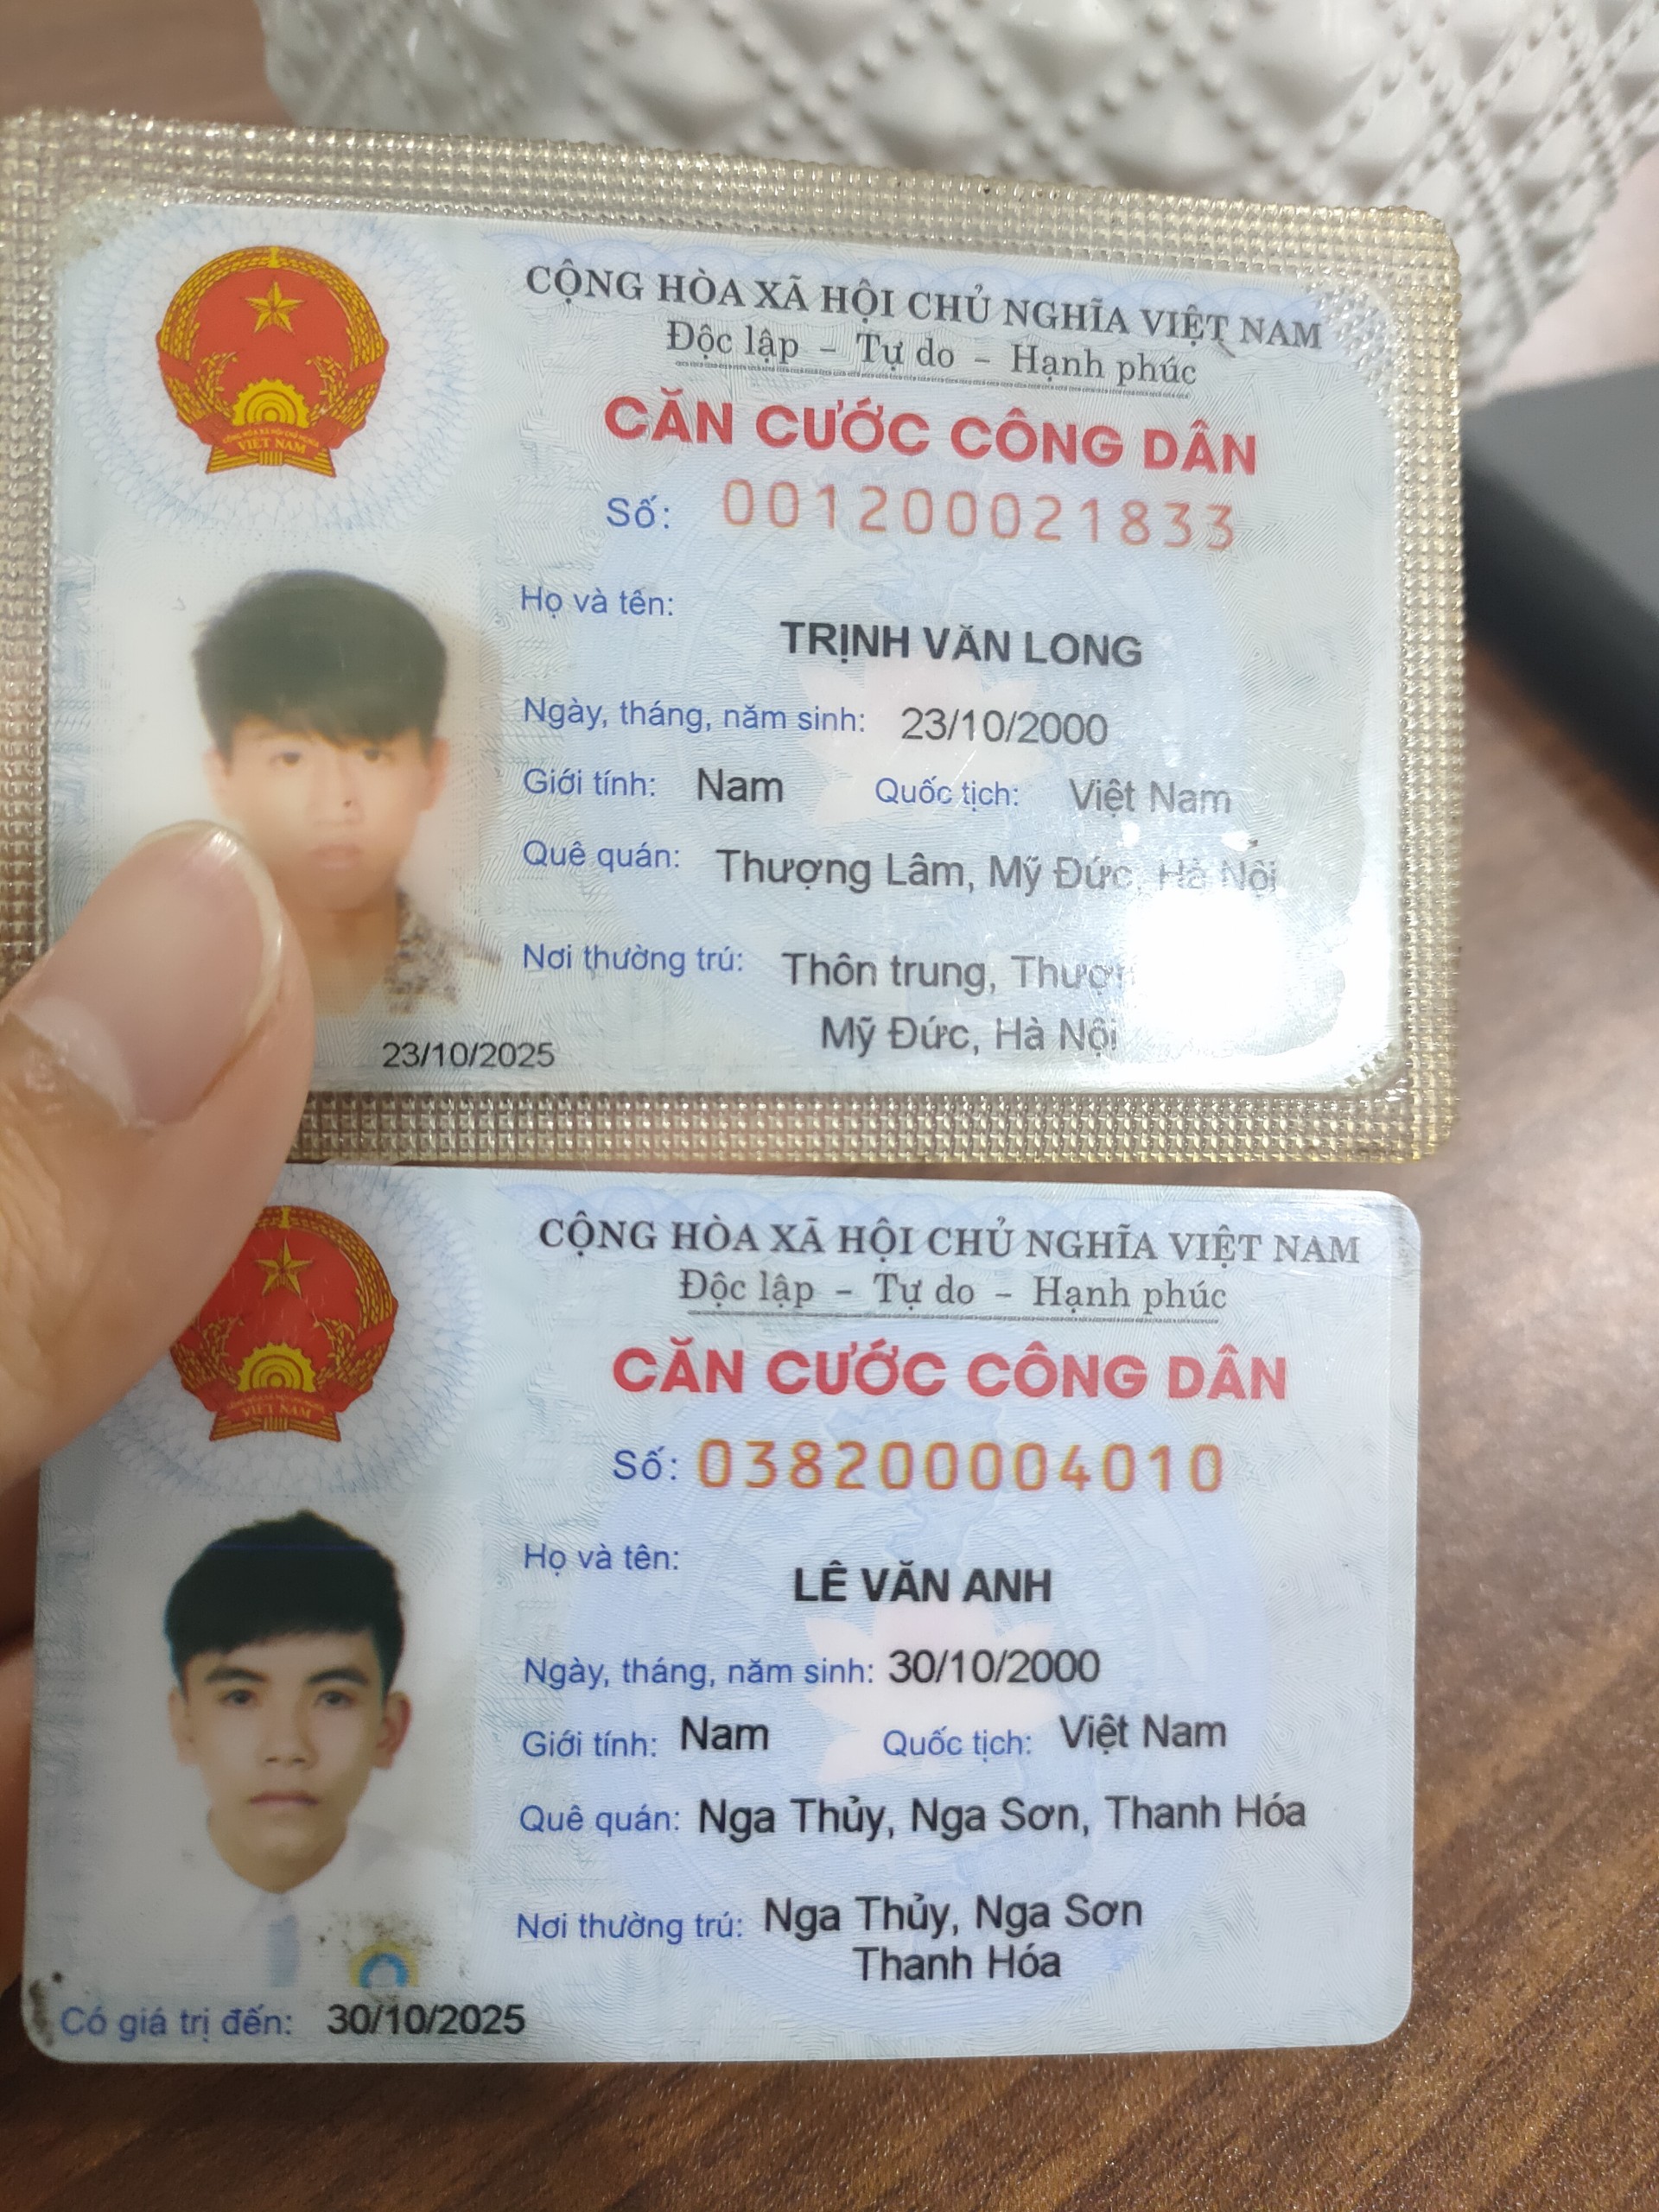 CỘNG HÒA XÃ HỘI CHỦ NGHĨA VIỆT NAM
Độc lập - Tự do - Hạnh phúc
CĂN CƯỚC CÔNG DÂN
Số: 001200021833
Họ và tên:
TRỊNH VĂN LONG
Ngày, tháng, năm sinh: 23/10/2000
Giới tính: Nam Quốc tịch: Việt Nam
Quê quán: Thượng Lâm, Mỹ Đức, Hà Nội
Nơi thường trú: Thôn trung,
Mỹ Đức, Hà Nội
23/10/2025
VIỆT NAM
CỘNG HÒA XÃ HỘI CHỦ NGHĨA VIỆT NAM
Độc lập - Tự do - Hạnh phúc
CĂN CƯỚC CÔNG DÂN
Số: 038200004010
Họ và tên:
LÊ VĂN ANH
Ngày, tháng, năm sinh: 30/10/2000
Giới tính: Nam Quốc tịch: Việt Nam
Quê quán: Nga Thủy, Nga Sơn, Thanh Hóa
Nơi thường trú: Nga Thủy, Nga Sơn
Thanh Hóa
Có giá trị đến: 30/10/2025
VIỆT NAM